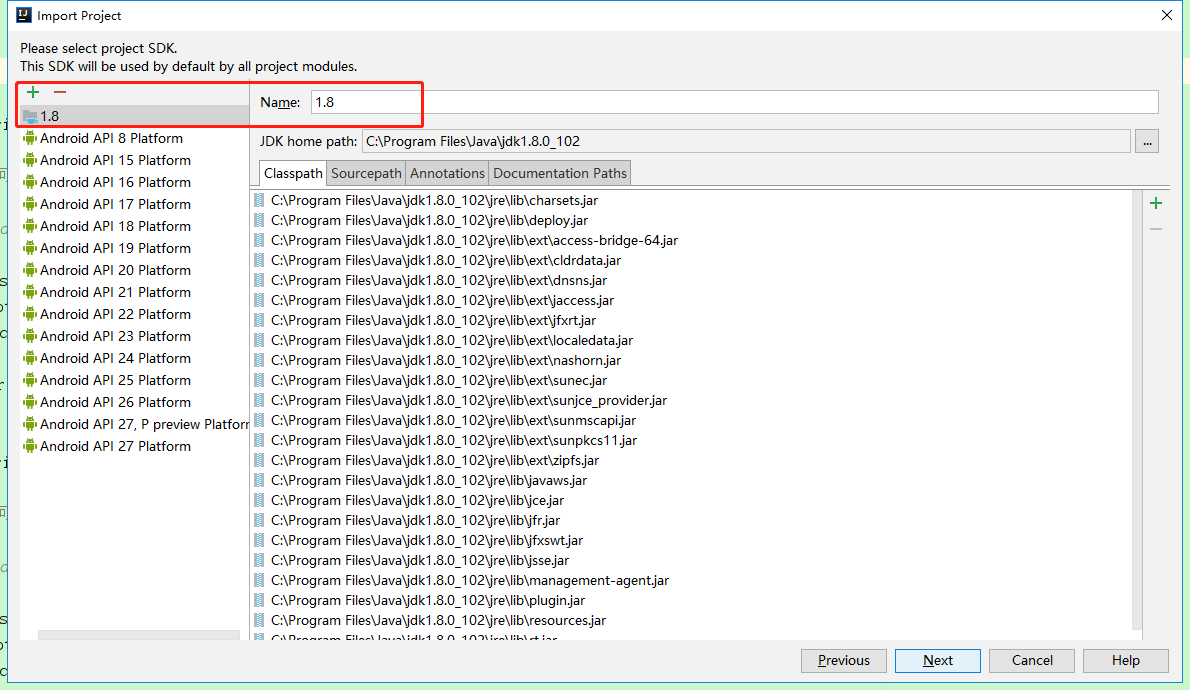 Import Project
Please select project SDK.
This SDK will be used by default by all project modules.
1.8
Android API 8 Platform
Android API 15 Platform
Android API 16 Platform
Android API 17 Platform
Android API 18 Platform
Android API 19 Platform
Android API 20 Platform
Android API 21 Platform
Android API 22 Platform
Android API 23 Platform
Android API 24 Platform
Android API 25 Platform
Android API 26 Platform
Android API 27, P preview Platform
Android API 27 Platform
Name: 1.8
JDK home path: C:\Program Files\Java\jdk1.8.0_102 ...
Classpath Sourcepath Annotations Documentation Paths
C:\Program Files\Java\jdk1.8.0_102\jre\lib\charsets.jar
C:\Program Files\Java\jdk1.8.0_102\jre\lib\deploy.jar
C:\Program Files\Java\jdk1.8.0_102\jre\lib\ext\access-bridge-64.jar
C:\Program Files\Java\jdk1.8.0_102\jre\lib\ext\cldrdata.jar
C:\Program Files\Java\jdk1.8.0_102\jre\lib\ext\dnsns.jar
C:\Program Files\Java\jdk1.8.0_102\jre\lib\ext\jaccess.jar
C:\Program Files\Java\jdk1.8.0_102\jre\lib\ext\jfxrt.jar
C:\Program Files\Java\jdk1.8.0_102\jre\lib\ext\localedata.jar
C:\Program Files\Java\jdk1.8.0_102\jre\lib\ext\nashorn.jar
C:\Program Files\Java\jdk1.8.0_102\jre\lib\ext\sunec.jar
C:\Program Files\Java\jdk1.8.0_102\jre\lib\ext\sunjce_provider.jar
C:\Program Files\Java\jdk1.8.0_102\jre\lib\ext\sunmscapi.jar
C:\Program Files\Java\jdk1.8.0_102\jre\lib\ext\sunpkcs11.jar
C:\Program Files\Java\jdk1.8.0_102\jre\lib\ext\zipfs.jar
C:\Program Files\Java\jdk1.8.0_102\jre\lib\javaws.jar
C:\Program Files\Java\jdk1.8.0_102\jre\lib\jce.jar
C:\Program Files\Java\jdk1.8.0_102\jre\lib\jfr.jar
C:\Program Files\Java\jdk1.8.0_102\jre\lib\jfxswt.jar
C:\Program Files\Java\jdk1.8.0_102\jre\lib\jsse.jar
C:\Program Files\Java\jdk1.8.0_102\jre\lib\management-agent.jar
C:\Program Files\Java\jdk1.8.0_102\jre\lib\plugin.jar
C:\Program Files\Java\jdk1.8.0_102\jre\lib\resources.jar
C:\Program Files\Java\jdk1.8.0_102\jre\lib\rt.jar
Previous Next Cancel Help